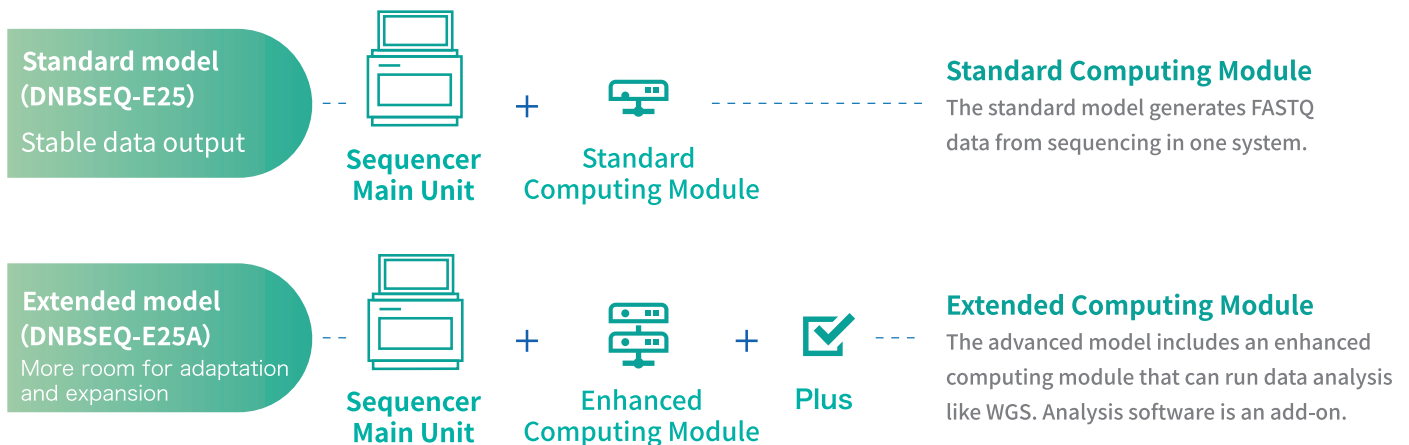 Standard model
(DNBSEQ-E25)
Stable data output
Sequencer
Main Unit
+
Standard
Computing Module
Standard Computing Module
The standard model generates FASTQ
data from sequencing in one system.
Extended model
(DNBSEQ-E25A)
More room for adaptation
and expansion
Sequencer
Main Unit
+
Enhanced
Computing Module
+
Plus
Extended Computing Module
The advanced model includes an enhanced
computing module that can run data analysis
like WGS. Analysis software is an add-on.